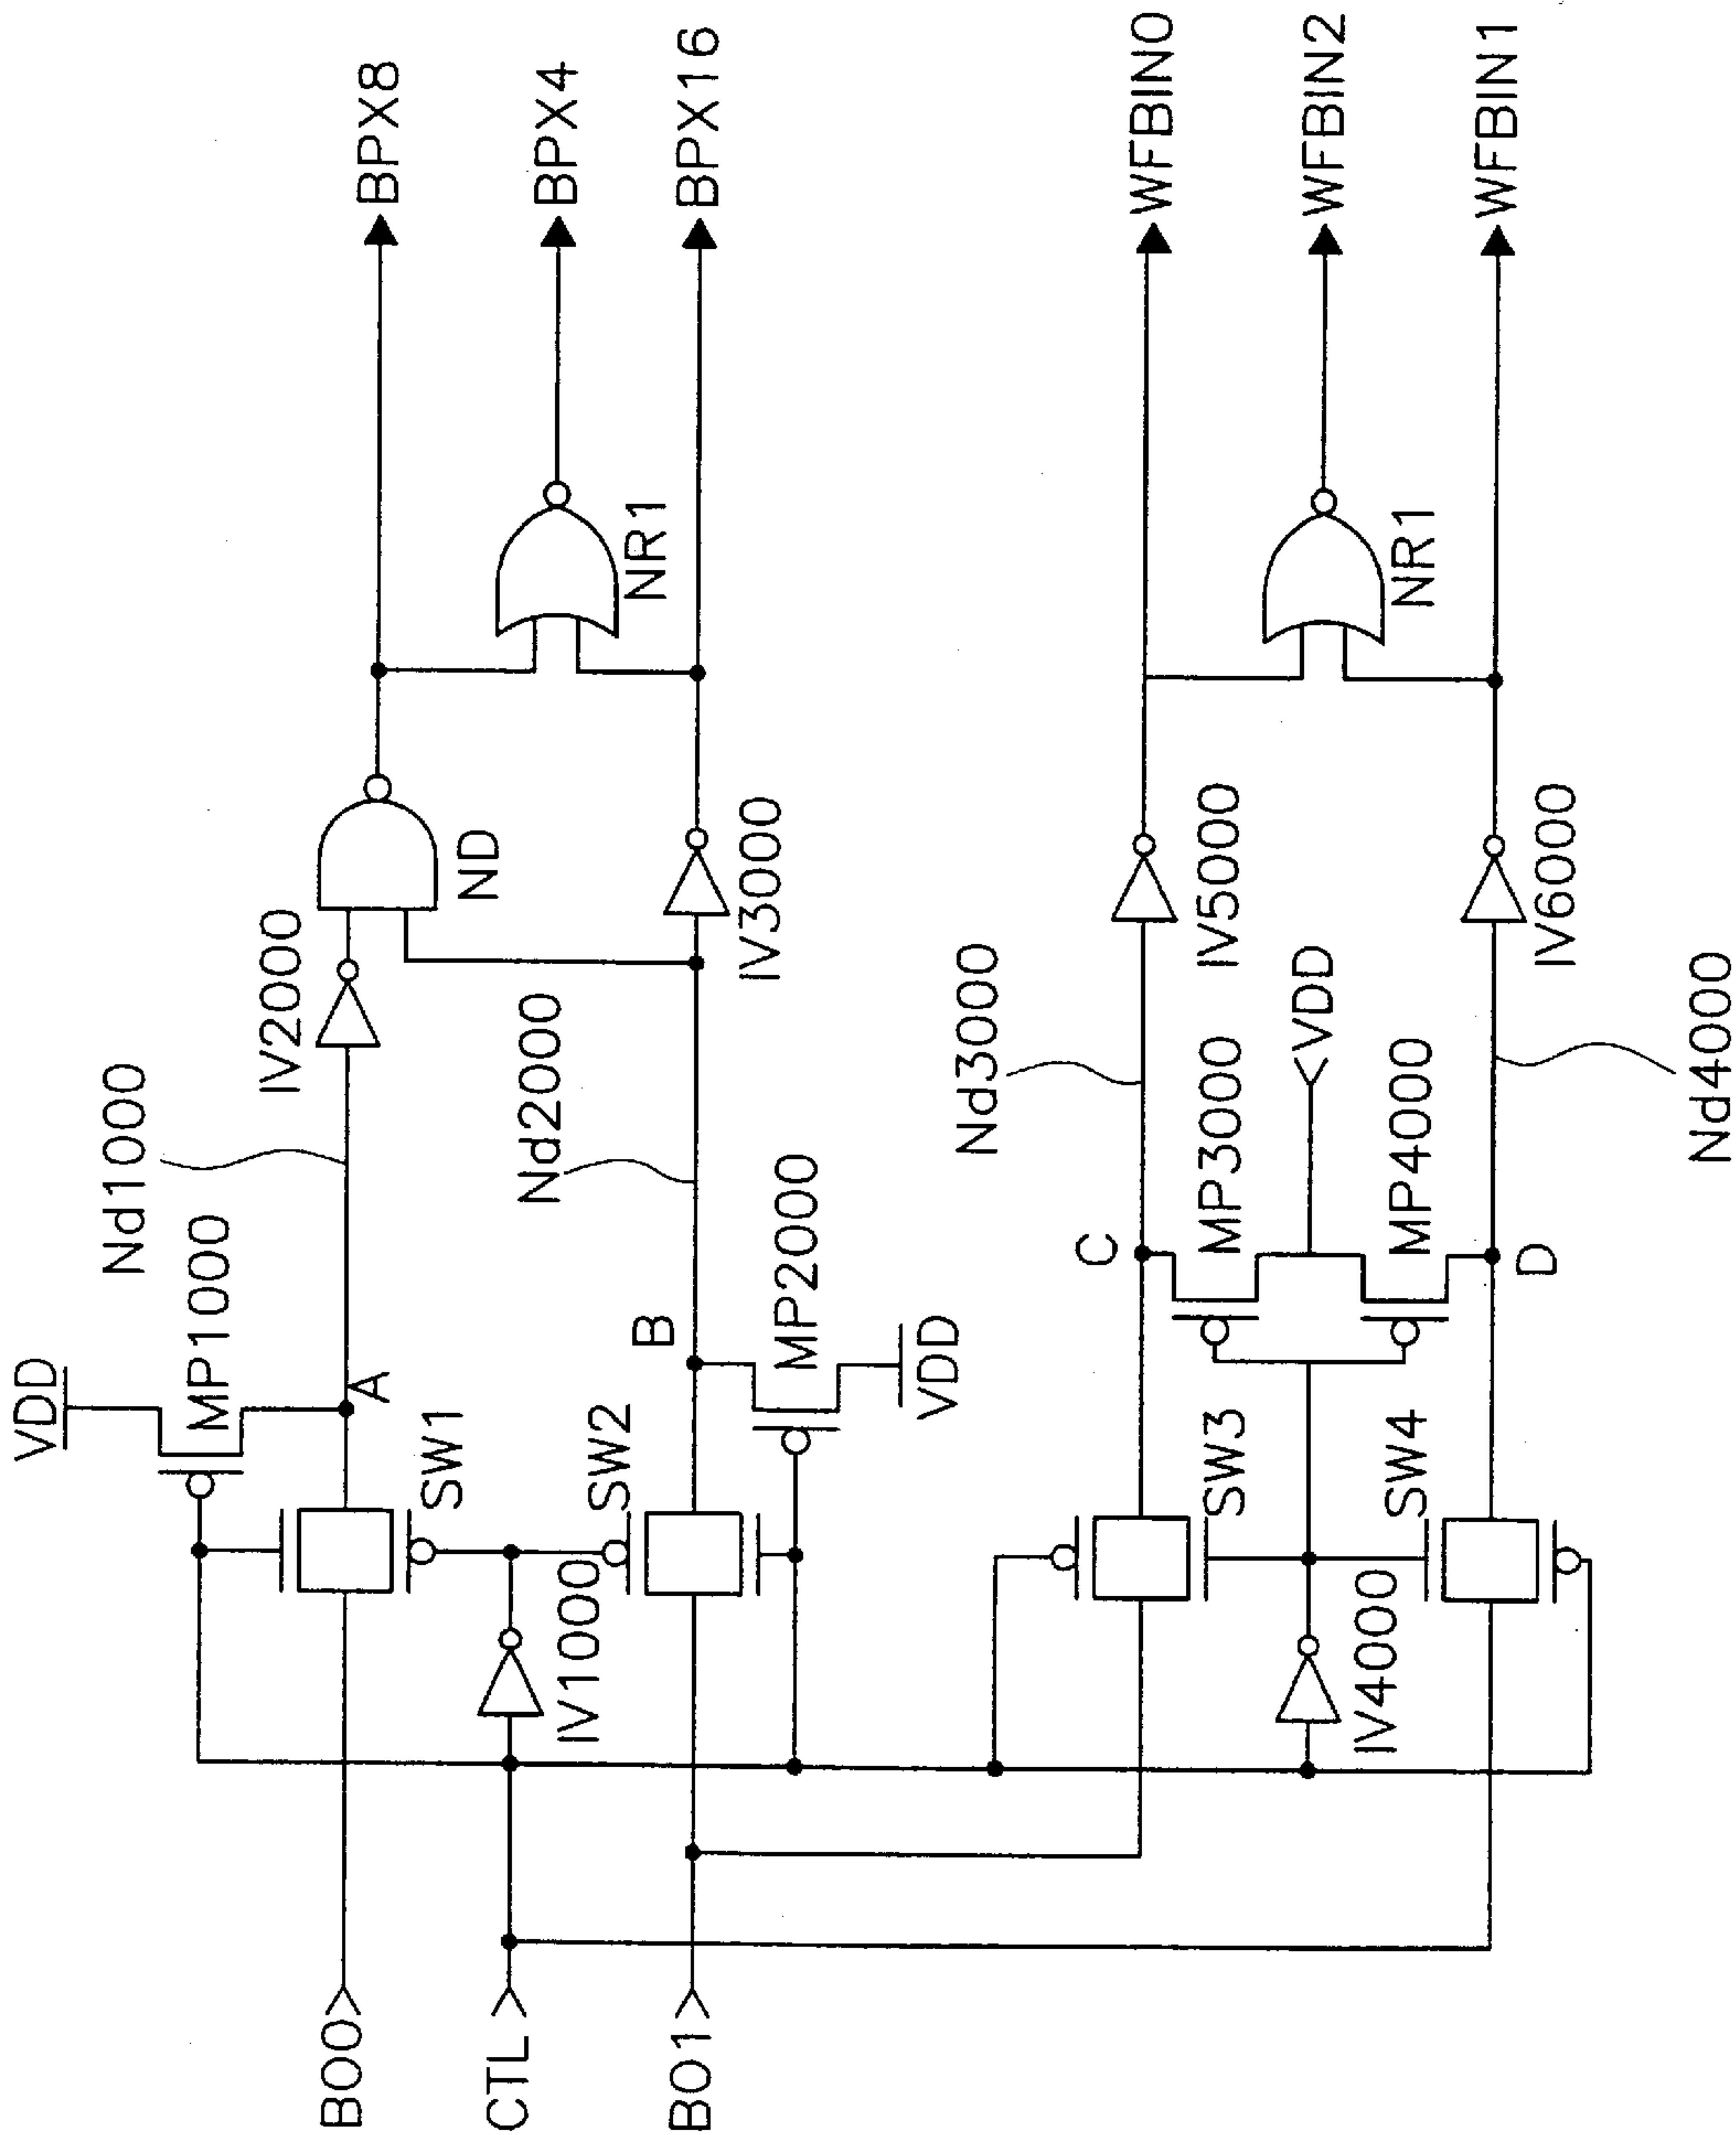 BO0
CTL
BO1
VDD
MP1000
Nd1000
A
SW1
IV1000
SW2
B
MP2000
VDD
IV2000
Nd2000
ND
IV3000
NR1
BPX8
BPX4
BPX16
SW3
IV4000
SW4
C
MP3000
VDD
MP4000
D
Nd3000
IV5000
IV6000
Nd4000
NR1
WFBIN0
WFBIN2
WFBIN1